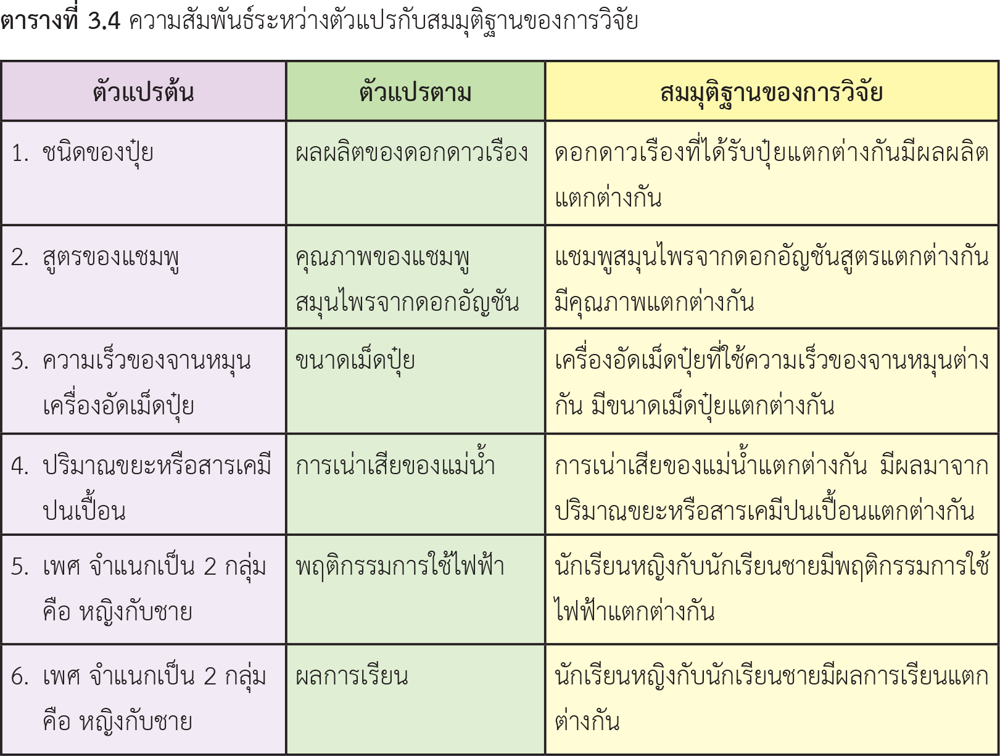 ตารางที่ 3.4 ความสัมพันธ์ระหว่างตัวแปรกับสมมุติฐานของการวิจัย
ตัวแปรต้น ตัวแปรตาม สมมุติฐานของการวิจัย
1. ชนิดของปุ๋ย ผลผลิตของดอกดาวเรือง ดอกดาวเรืองที่ได้รับปุ๋ยแตกต่างกันมีผลผลิต
แตกต่างกัน
2. สูตรของแชมพู คุณภาพของแชมพู แชมพูสมุนไพรจากดอกอัญชันสูตรแตกต่างกัน
สมุนไพรจากดอกอัญชัน มีคุณภาพแตกต่างกัน
3. ความเร็วของจานหมุน ขนาดเม็ดปุ๋ย เครื่องอัดเม็ดปุ๋ยที่ใช้ความเร็วของจานหมุนต่าง
เครื่องอัดเม็ดปุ๋ย กัน มีขนาดเม็ดปุ๋ยแตกต่างกัน
4. ปริมาณขยะหรือสารเคมี การเน่าเสียของแม่น้ำ การเน่าเสียของแม่น้ำแตกต่างกัน มีผลมาจาก
ปนเปื้อน ปริมาณขยะหรือสารเคมีปนเปื้อนแตกต่างกัน
5. เพศ จำแนกเป็น 2 กลุ่ม พฤติกรรมการใช้ไฟฟ้า นักเรียนหญิงกับนักเรียนชายมีพฤติกรรมการใช้
คือ หญิงกับชาย ไฟฟ้าแตกต่างกัน
6. เพศ จำแนกเป็น 2 กลุ่ม ผลการเรียน นักเรียนหญิงกับนักเรียนชายมีผลการเรียนแตก
คือ หญิงกับชาย ต่างกัน